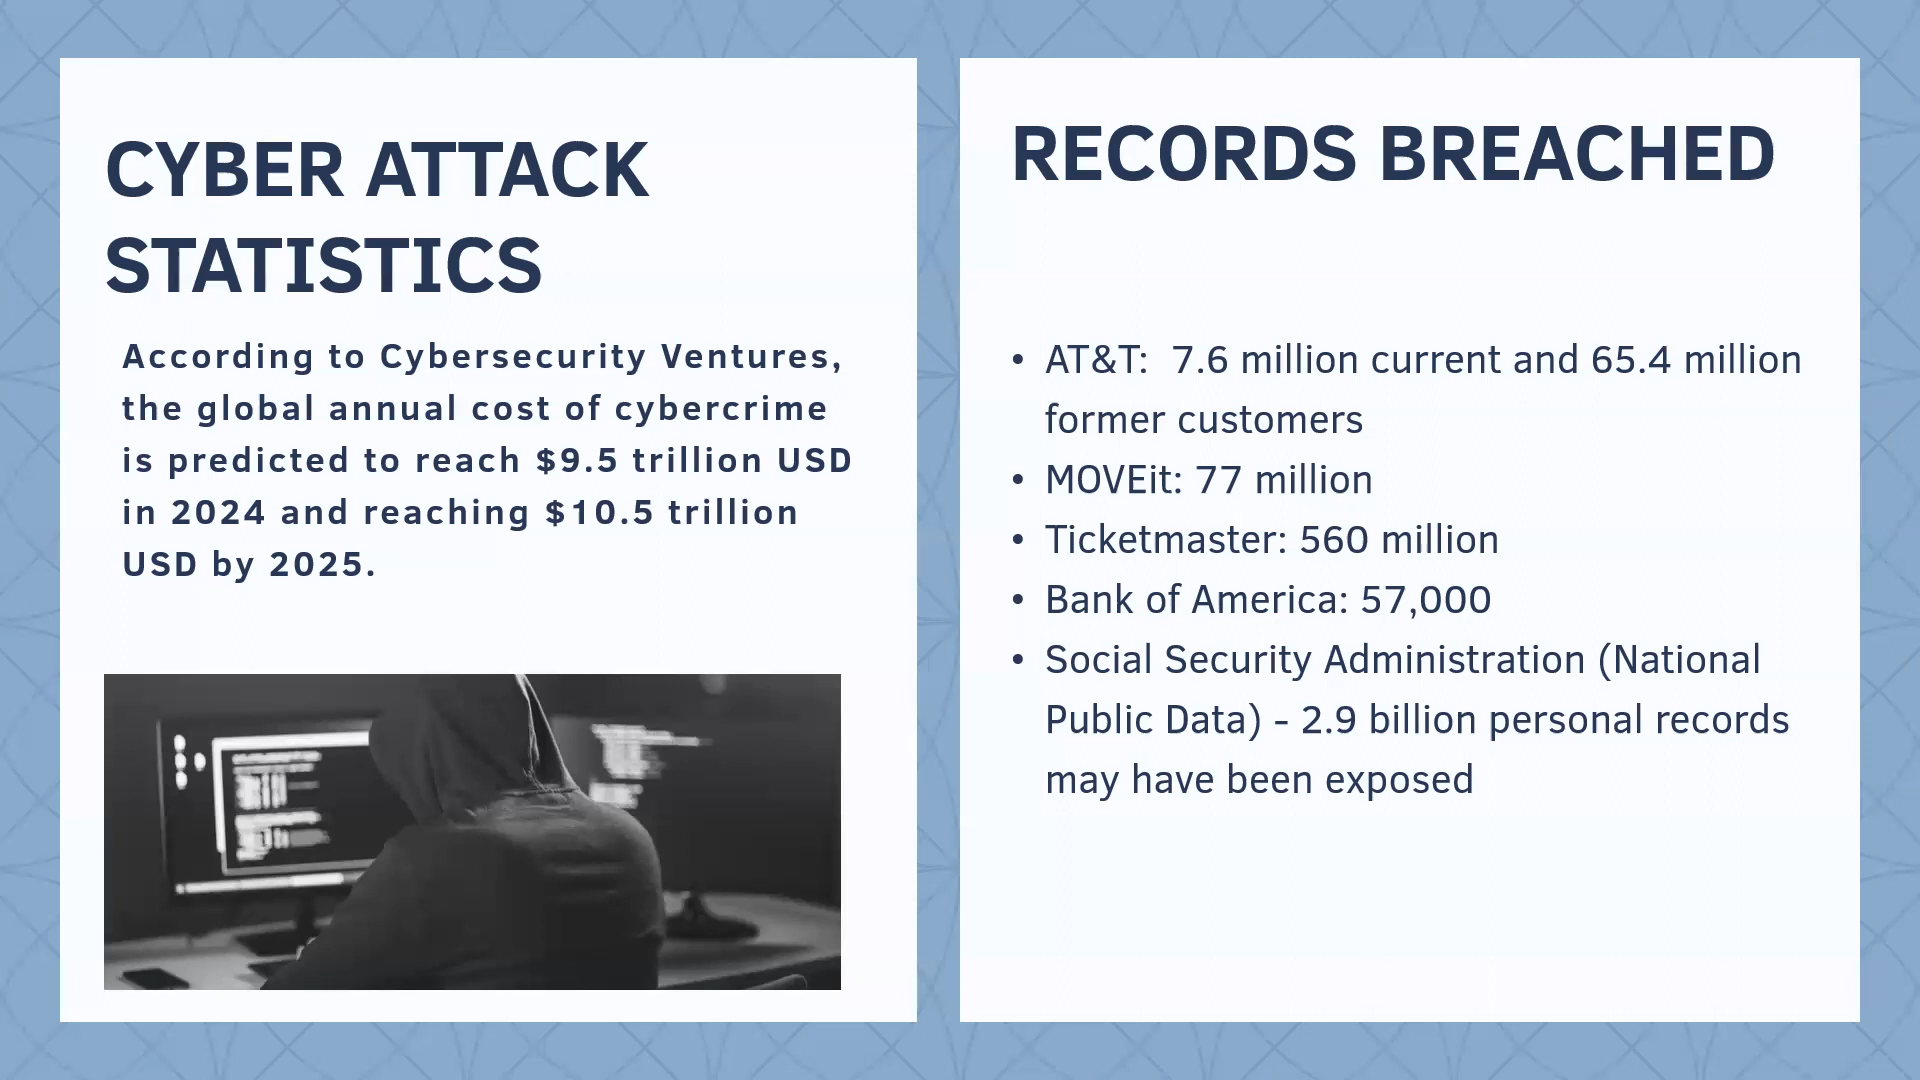 CYBER ATTACK
STATISTICS
According to Cybersecurity Ventures,
the global annual cost of cybercrime
is predicted to reach $9.5 trillion USD
in 2024 and reaching $10.5 trillion
USD by 2025.
RECORDS BREACHED
• AT&T:  7.6 million current and 65.4 million
former customers
• MOVEit: 77 million
• Ticketmaster: 560 million
• Bank of America: 57,000
• Social Security Administration (National
Public Data) - 2.9 billion personal records
may have been exposed